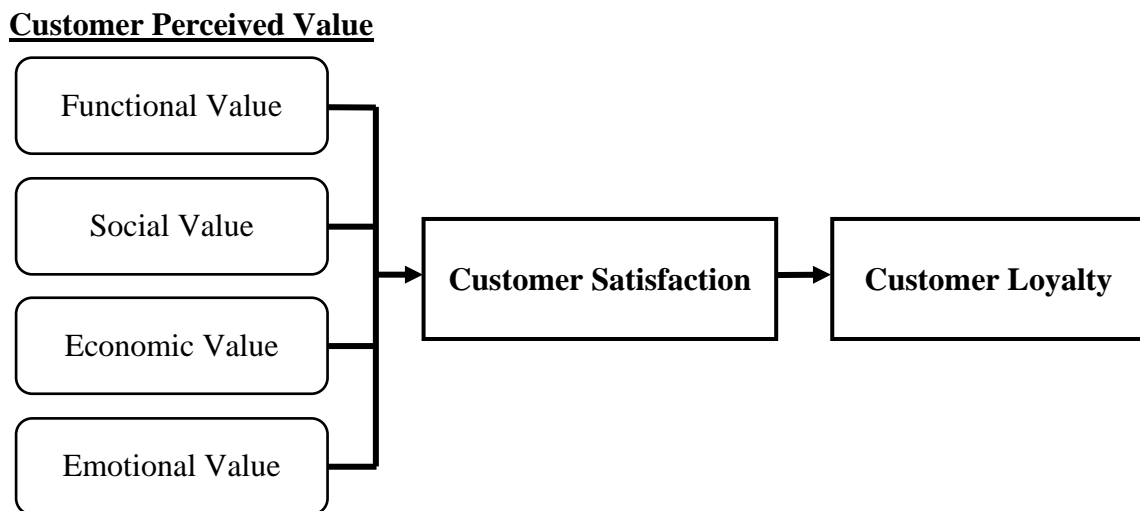 Customer Perceived Value
Functional Value
Social Value
Economic Value
Emotional Value
Customer Satisfaction
Customer Loyalty